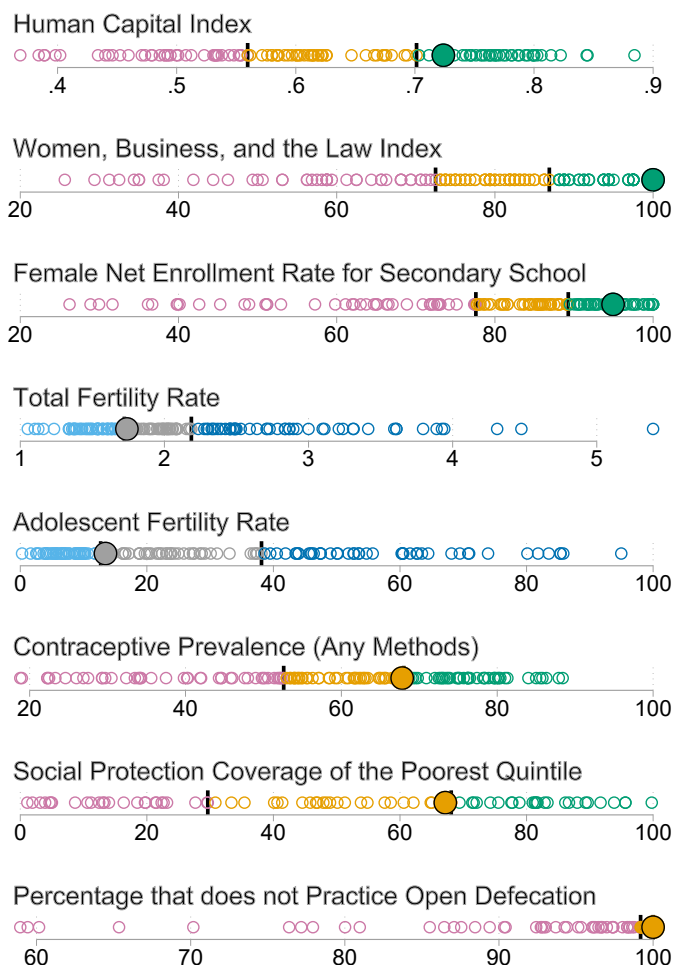 Human Capital Index
.4 .5 .6 .7 .8 .9
Women, Business, and the Law Index
20 40 60 80 100
Female Net Enrollment Rate for Secondary School
20 40 60 80 100
Total Fertility Rate
1 2 3 4 5
Adolescent Fertility Rate
0 20 40 60 80 100
Contraceptive Prevalence (Any Methods)
20 40 60 80 100
Social Protection Coverage of the Poorest Quintile
0 20 40 60 80 100
Percentage that does not Practice Open Defecation
60 70 80 90 100